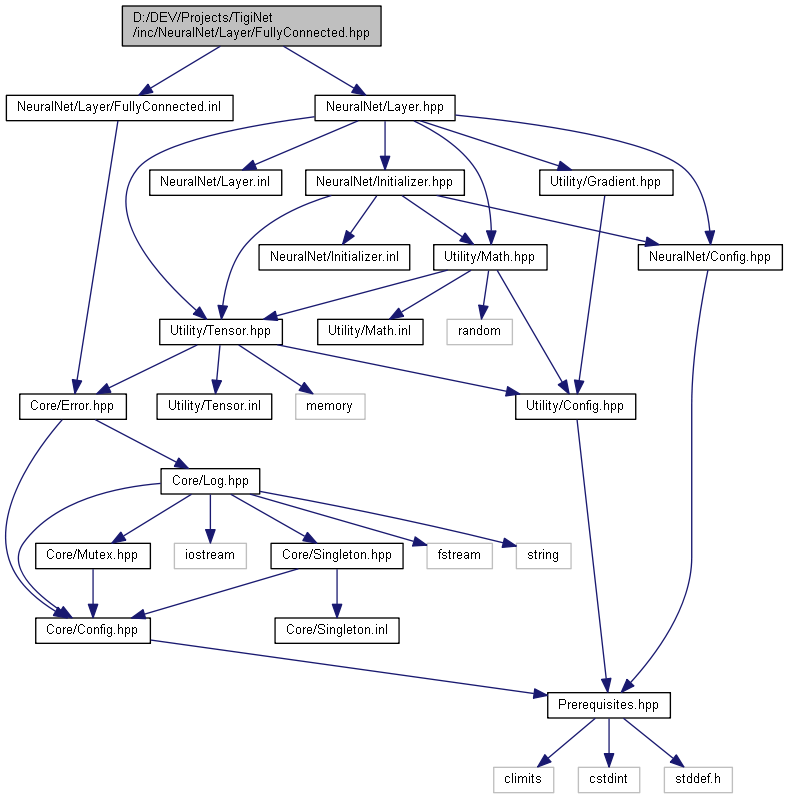 D:/DEV/Projects/TigiNet
/inc/NeuralNet/Layer/FullyConnected.hpp
NeuralNet/Layer/FullyConnected.inl
NeuralNet/Layer.hpp
NeuralNet/Layer.inl
NeuralNet/Initializer.hpp
Utility/Gradient.hpp
NeuralNet/Initializer.inl
Utility/Math.hpp
NeuralNet/Config.hpp
Utility/Tensor.hpp
Utility/Math.inl
random
Core/Error.hpp
Utility/Tensor.inl
memory
Utility/Config.hpp
Core/Log.hpp
Core/Mutex.hpp
iostream
Core/Singleton.hpp
fstream
string
Core/Config.hpp
Core/Singleton.inl
Prerequisites.hpp
climits
cstdint
stddef.h